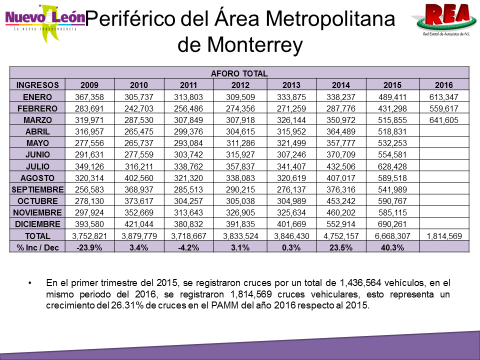 Nuevo León
Periférico del Área Metropolitana
de Monterrey
REA
Red Estatal de Autopistas de N.L.
AFORO TOTAL
INGRESOS 2009 2010 2011 2012 2013 2014 2015 2016
ENERO 367,358 305,737 313,803 309,509 333,875 338,237 489,411 613,347
FEBRERO 283,691 242,703 256,486 274,356 271,259 287,776 431,298 559,617
MARZO 319,971 287,530 307,849 307,918 326,144 350,972 515,855 641,605
ABRIL 316,957 265,475 299,376 304,615 315,952 364,489 518,831
MAYO 277,556 265,737 293,084 311,286 321,499 357,777 532,253
JUNIO 291,631 277,559 303,742 315,927 307,246 370,709 554,581
JULIO 349,126 316,211 338,762 357,837 341,407 432,506 628,428
AGOSTO 320,314 402,560 321,320 338,083 320,619 407,017 589,518
SEPTIEMBRE 256,583 368,937 285,513 290,215 276,137 376,316 541,989
OCTUBRE 278,130 373,617 304,257 305,038 304,989 453,242 590,767
NOVIEMBRE 297,924 352,669 313,643 326,905 325,634 460,202 585,115
DICIEMBRE 393,580 421,044 380,832 391,835 401,669 552,914 690,261
TOTAL 3,752,821 3,879,779 3,718,667 3,833,524 3,846,430 4,752,157 6,668,307 1,814,569
% Inc / Dec -23.9% 3.4% -4.2% 3.1% 0.3% 23.5% 40.3%
• En el primer trimestre del 2015, se registraron cruces por un total de 1,436,564 vehículos, en el
mismo periodo del 2016, se registraron 1,814,569 cruces vehiculares, esto representa un
crecimiento del 26.31% de cruces en el PAMM del año 2016 respecto al 2015.